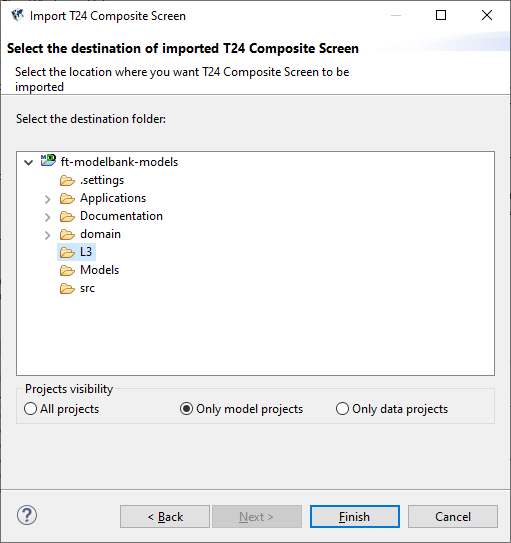 Import T24 Composite Screen
Select the destination of imported T24 Composite Screen
Select the location where you want T24 Composite Screen to be
imported
Select the destination folder:
ft-modelbank-models
.settings
Applications
Documentation
domain
L3
Models
src
Projects visibility
All projects
Only model projects
Only data projects
?
< Back
Next >
Finish
Cancel